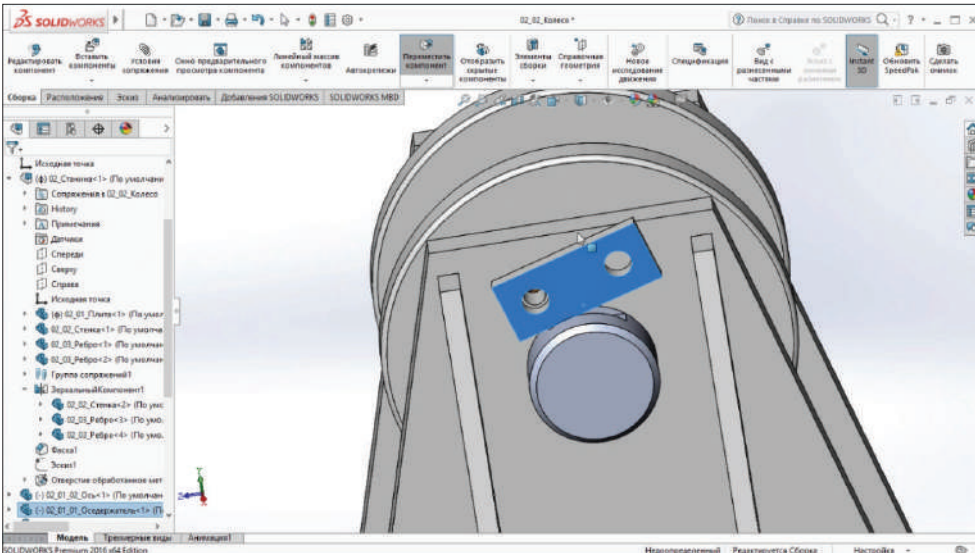 SOLIDWORKS
02_02_Колесо *
Поиск в Справке по SOLIDWORKS
Редактировать компонент
Вставить компоненты
Условия сопряжения
Окно предварительного просмотра компонента
Линейный массив компонентов
Автокрепежи
Переместить компонент
Отобразить скрытые компоненты
Элементы сборки
Справочная геометрия
Новое исследование движения
Спецификация
Вид с разнесенными частями
Instant 3D
Обновить SpeedPak
Сделать снимок
Сборка
Расположение
Эскиз
Анализировать
Добавления SOLIDWORKS
SOLIDWORKS MBD
Исходная точка
(ф) 02_Станина<1> (По умолчани
Сопряжения в 02_02_Колесо
History
Примечания
Датчики
Спереди
Сверху
Справа
Исходная точка
(ф) 02_01_Плита<1> (По умол
02_02_Стенка<1> (По умолча
02_03_Ребро<1> (По умолчан
02_03_Ребро<2> (По умолчан
Группа сопряжений1
ЗеркальныйКомпонент1
02_02_Стенка<2> (По умо
02_03_Ребро<3> (По умо.
02_03_Ребро<4> (По умо.
Фаска1
Эскиз1
Отверстие обработанное мет
(-) 02_01_02_Ось<1> (По умолчан
(-) 02_01_01_Оседержатель<1> (П
Модель
Трехмерные виды
Анимация1
SOLIDWORKS Premium 2016 x64 Edition
Недоопределенный
Редактируется Сборка
Настройка